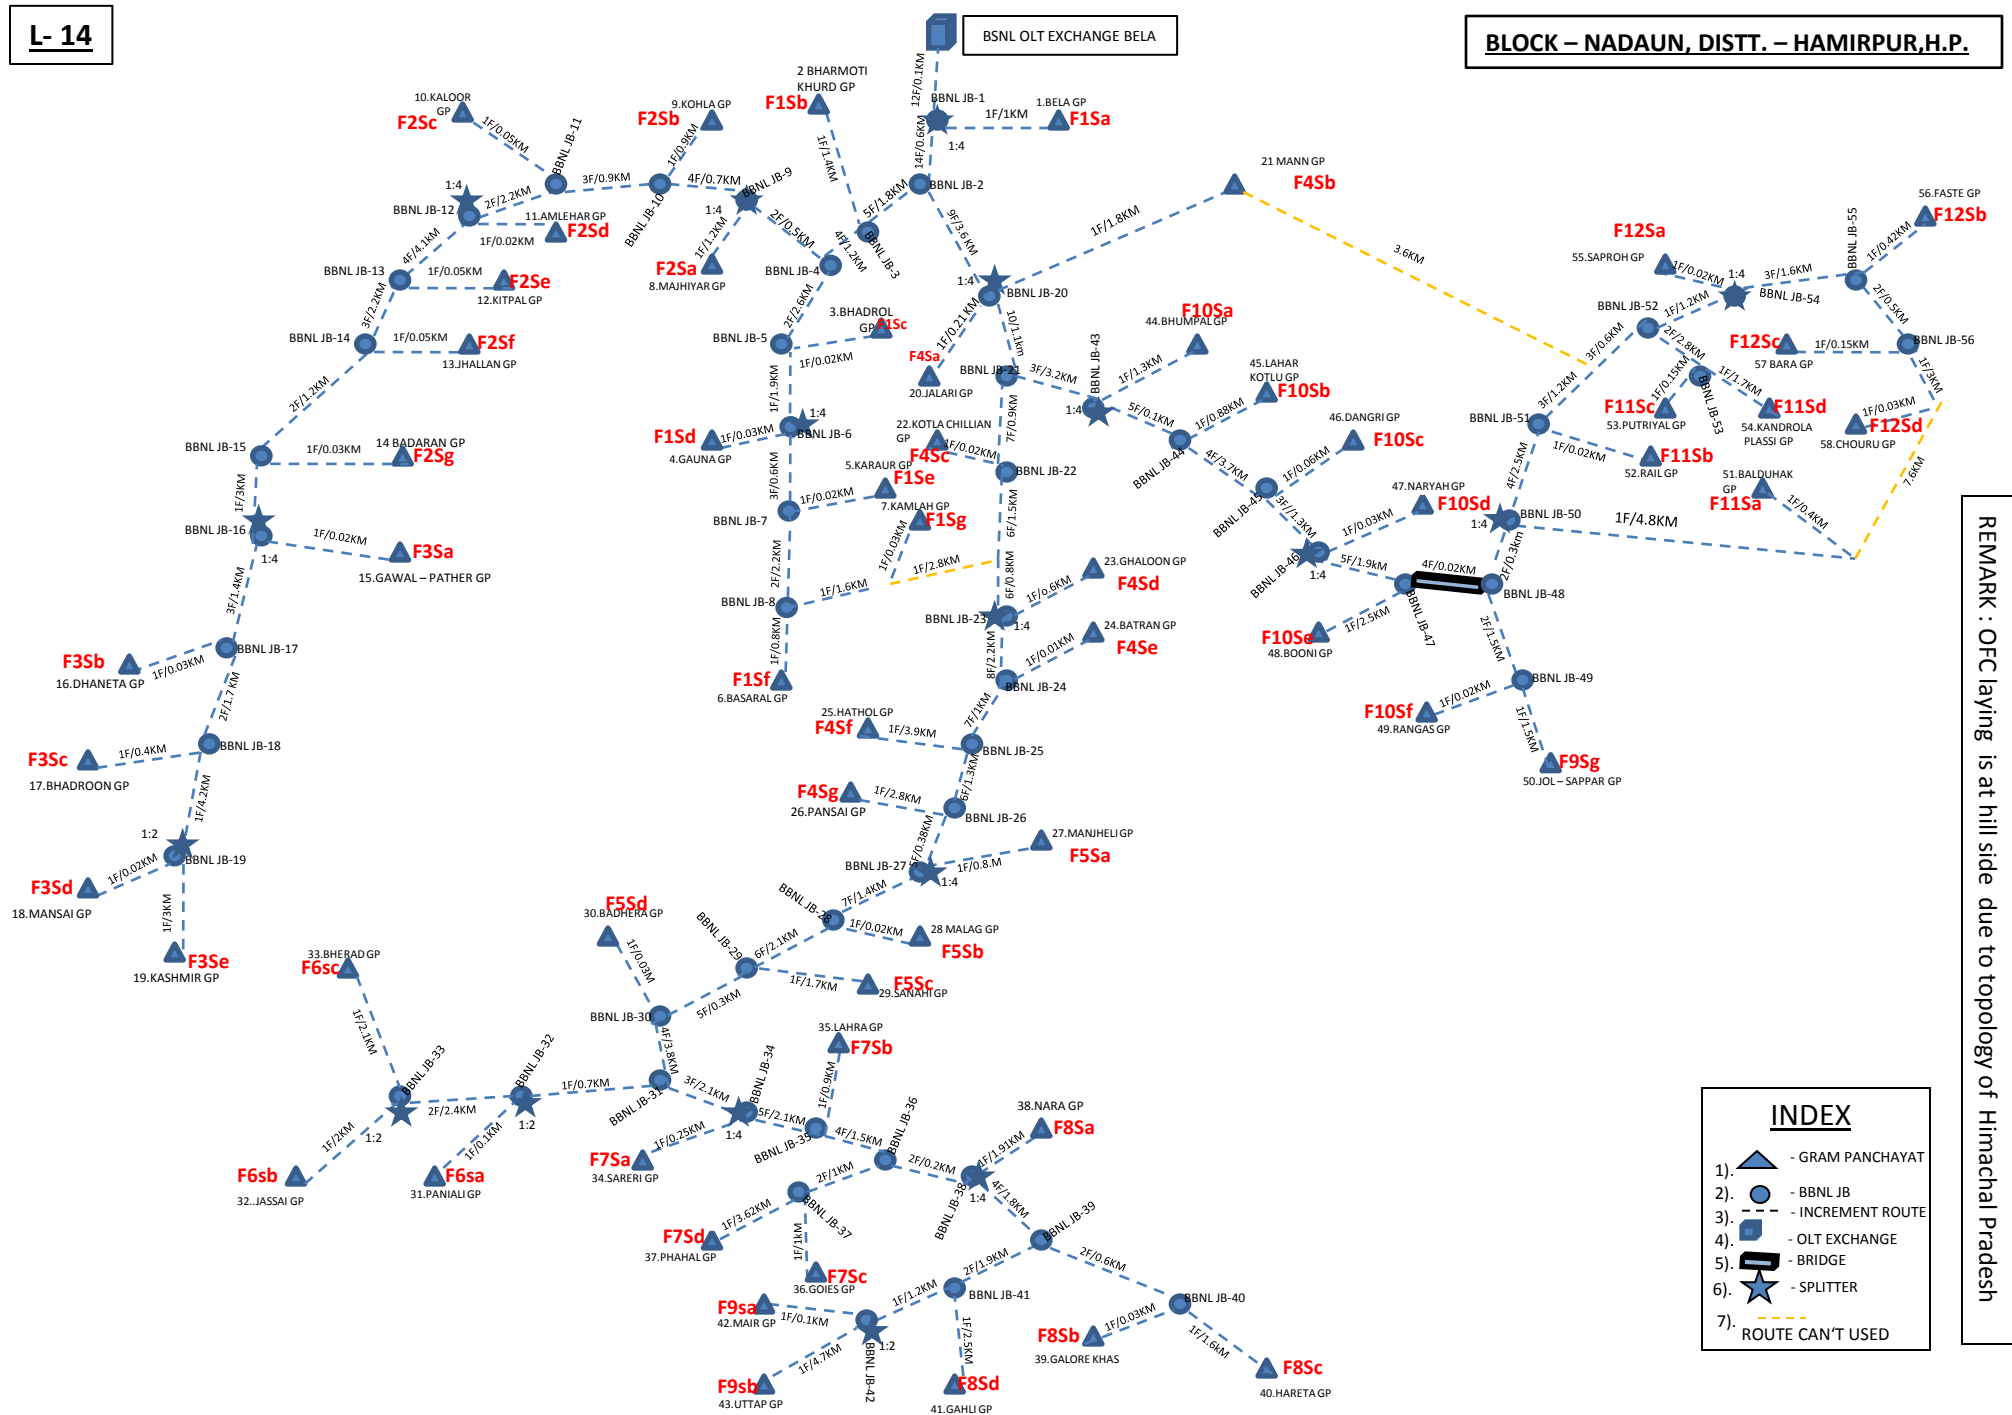 L- 14
BSNL OLT EXCHANGE BELA
BLOCK – NADAUN, DISTT. – HAMIRPUR,H.P.
12F/0.1KM
BBNL JB-1
1F/1KM
1.BELA GP
F1Sa
1:4
14F/0.6KM
BBNL JB-2
2 BHARMOTI
KHURD GP
F1Sb
1F/1.4KM
5F/1.8KM
BBNL JB-3
4F/1.2KM
BBNL JB-4
2F/0.5KM
BBNL JB-9
1:4
1F/1.2KM
F2Sa
8.MAJHIYAR GP
4F/0.7KM
9.KOHLA GP
F2Sb
1F/0.9KM
BBNL JB-10
3F/0.9KM
BBNL JB-11
10.KALOOR
GP
F2Sc
1F/0.05KM
2F/2.2KM
1:4
BBNL JB-12
11.AMLEHAR GP
F2Sd
1F/0.02KM
4F/4.1KM
BBNL JB-13
1F/0.05KM
F2Se
12.KITPAL GP
3F/2.2KM
BBNL JB-14
1F/0.05KM
F2Sf
13.JHALLAN GP
2F/1.2KM
BBNL JB-15
14 BADARAN GP
F2Sg
1F/0.03KM
1F/3KM
BBNL JB-16
1:4
1F/0.02KM
F3Sa
15.GAWAL – PATHER GP
3F/1.4KM
BBNL JB-17
F3Sb
1F/0.03KM
16.DHANETA GP
2F/1.7 KM
BBNL JB-18
F3Sc
1F/0.4KM
17.BHADROON GP
1F/4.2KM
1:2
BBNL JB-19
1F/0.02KM
F3Sd
18.MANSAI GP
1F/3KM
F3Se
19.KASHMIR GP
2F/2.6KM
BBNL JB-5
3.BHADROL
GP
F1Sc
1F/0.02KM
1F/1.9KM
1:4
BBNL JB-6
F1Sd
1F/0.03KM
4.GAUNA GP
3F/0.6KM
BBNL JB-7
5.KARAUR GP
F1Se
1F/0.02KM
2F/2.2KM
BBNL JB-8
7.KAMLAH GP
F1Sg
1F/0.03KM
1F/1.6KM
1F/2.8KM
1F/0.8KM
F1Sf
6.BASARAL GP
9F/3.6 KM
1:4
BBNL JB-20
21 MANN GP
F4Sb
1F/1.8KM
3.6KM
1F/0.21 KM
F4Sa
20.JALARI GP
10/1.1km
BBNL JB-21
7F/0.9KM
22.KOTLA CHILLIAN
GP
F4Sc
1F/0.02KM
BBNL JB-22
6F/1.5KM
6F/0.8KM
BBNL JB-23
1:4
23.GHALOON GP
F4Sd
1F/o.6KM
8F/2.2KM
24.BATRAN GP
F4Se
1F/0.01KM
BBNL JB-24
7F/1KM
25.HATHOL GP
F4Sf
1F/3.9KM
BBNL JB-25
6F/1.3KM
F4Sg
1F/2.8KM
26.PANSAI GP
BBNL JB-26
5F/0.38KM
27.MANJHELI GP
F5Sa
1F/0.8.M
BBNL JB-27
1:4
7F/1.4KM
BBNL JB-28
1F/0.02KM
28 MALAG GP
F5Sb
6F/2.1KM
BBNL JB-29
1F/1.7KM
F5Sc
29.SANAHI GP
5F/0.3KM
F5Sd
30.BADHERA GP
1F/0.03M
BBNL JB-30
4F/3.8KM
BBNL JB-31
1F/0.7KM
BBNL JB-32
1:2
1F/0.1KM
F6sa
31.PANIALI GP
2F/2.4KM
BBNL JB-33
1:2
1F/2KM
F6sb
32..JASSAI GP
33.BHERAD GP
F6sc
1F/2.1KM
3F/2.1KM
BBNL JB-34
1:4
1F/0.25KM
F7Sa
34.SARERI GP
5F/2.1KM
BBNL JB-35
35.LAHRA GP
F7Sb
1F/0.9KM
4F/1.5KM
BBNL JB-36
2F/1KM
BBNL JB-37
1F/3.62KM
F7Sd
37.PHAHAL GP
1F/1kM
F7Sc
36.GOIES GP
2F/0.2KM
BBNL JB-38
1:4
1F/1.91KM
38.NARA GP
F8Sa
4F/1.8KM
BBNL JB-39
2F/0.6KM
BBNL JB-40
1F/0.03KM
F8Sb
39.GALORE KHAS
1F/1.6kM
F8Sc
40.HARETA GP
2F/1.9KM
BBNL JB-41
1F/2.5KM
F8Sd
41.GAHLI GP
1F/1.2KM
BBNL JB-42
1:2
F9sa
42.MAIR GP
1F/0.1KM
1F/4.7KM
F9sb
43.UTTAP GP
3F/3.2KM
BBNL JB-43
1:4
F10Sa
44.BHUMPAL GP
1F/1.3KM
5F/0.1KM
BBNL JB-44
45.LAHAR
KOTLU GP
F10Sb
1F/0.88KM
4F/3.7KM
BBNL JB-45
46.DANGRI GP
F10Sc
1F/0.06KM
3F//1.3KM
BBNL JB-46
1:4
47.NARYAH GP
F10Sd
1F/0.03KM
5F/1.9kM
BBNL JB-47
1F/2.5KM
F10Se
48.BOONI GP
4F/0.02KM
BBNL JB-48
2F/1.5KM
BBNL JB-49
1F/0.02KM
F10Sf
49.RANGAS GP
1F/1.5KM
F9Sg
50.JOL – SAPPAR GP
2F/0.3km
1:4
BBNL JB-50
1F/4.8KM
51.BALDUHAK
GP
F11Sa
1F/0.4KM
7.6KM
4F/2.5KM
BBNL JB-51
1F/0.02KM
F11Sb
52.RAIL GP
3F/1.2KM
3F/0.6KM
BBNL JB-52
2F/2.8KM
BBNL JB-53
1F/0.15KM
F11Sc
53.PUTRIYAL GP
1F/1.7KM
F11Sd
54.KANDROLA
PLASSI GP
1F/1.2KM
F12Sa
55.SAPROH GP
1F/0.02KM
1:4
BBNL JB-54
3F/1.6KM
BBNL JB-55
56.FASTE GP
F12Sb
1F/0.42KM
2F/0.5KM
BBNL JB-56
F12Sc
1F/0.15KM
57 BARA GP
1F/3KM
1F/0.03KM
F12Sd
58.CHOURU GP
REMARK : OFC laying is at hill side due to topology of Himachal Pradesh
INDEX
1). - GRAM PANCHAYAT
2). - BBNL JB
3). - INCREMENT ROUTE
4). - OLT EXCHANGE
5). - BRIDGE
6). - SPLITTER
7). ROUTE CAN'T USED